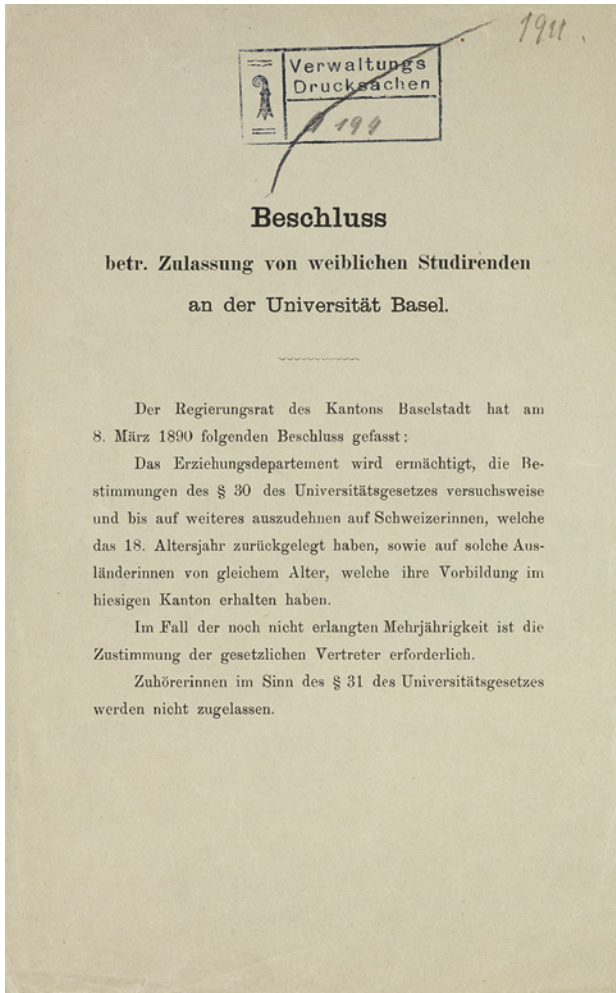 1911.
Verwaltungs
Drucksachen
199
Beschluss
betr. Zulassung von weiblichen Studirenden
an der Universität Basel.
Der Regierungsrat des Kantons Baselstadt hat am
8. März 1890 folgenden Beschluss gefasst:
Das Erziehungsdepartement wird ermächtigt, die Be-
stimmungen des § 30 des Universitätsgesetzes versuchsweise
und bis auf weiteres auszudehnen auf Schweizerinnen, welche
das 18. Altersjahr zurückgelegt haben, sowie auf solche Aus-
länderinnen von gleichem Alter, welche ihre Vorbildung im
hiesigen Kanton erhalten haben.
Im Fall der noch nicht erlangten Mehrjährigkeit ist die
Zustimmung der gesetzlichen Vertreter erforderlich.
Zuhörerinnen im Sinn des § 31 des Universitätsgesetzes
werden nicht zugelassen.